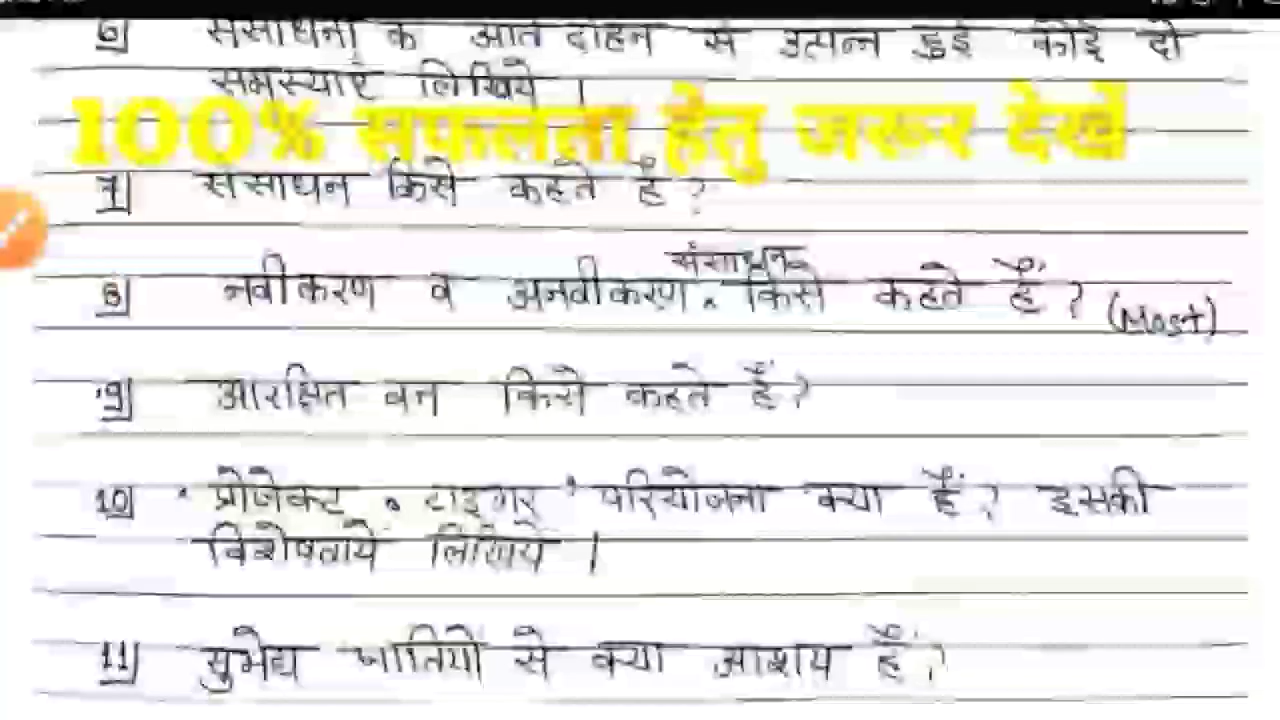 6] संसाधनों के अति दोहन से उत्पन्न हुई कोई दो
समस्याएं लिखिये ।
100% सफलता हेतु जरूर देखें
7] संसाधन किसे कहते हैं ?
संसाधन
8] नवीकरण व अनवीकरण ^ किसे कहते हैं ? (Most)
9] आरक्षित वन किसे कहते हैं ?
10] ' प्रोजेक्ट टाइगर ' परियोजना क्या हैं ? इसकी
विशेषतायें लिखिये ।
11] सुभेद्य जातियों से क्या आशय हैं ?